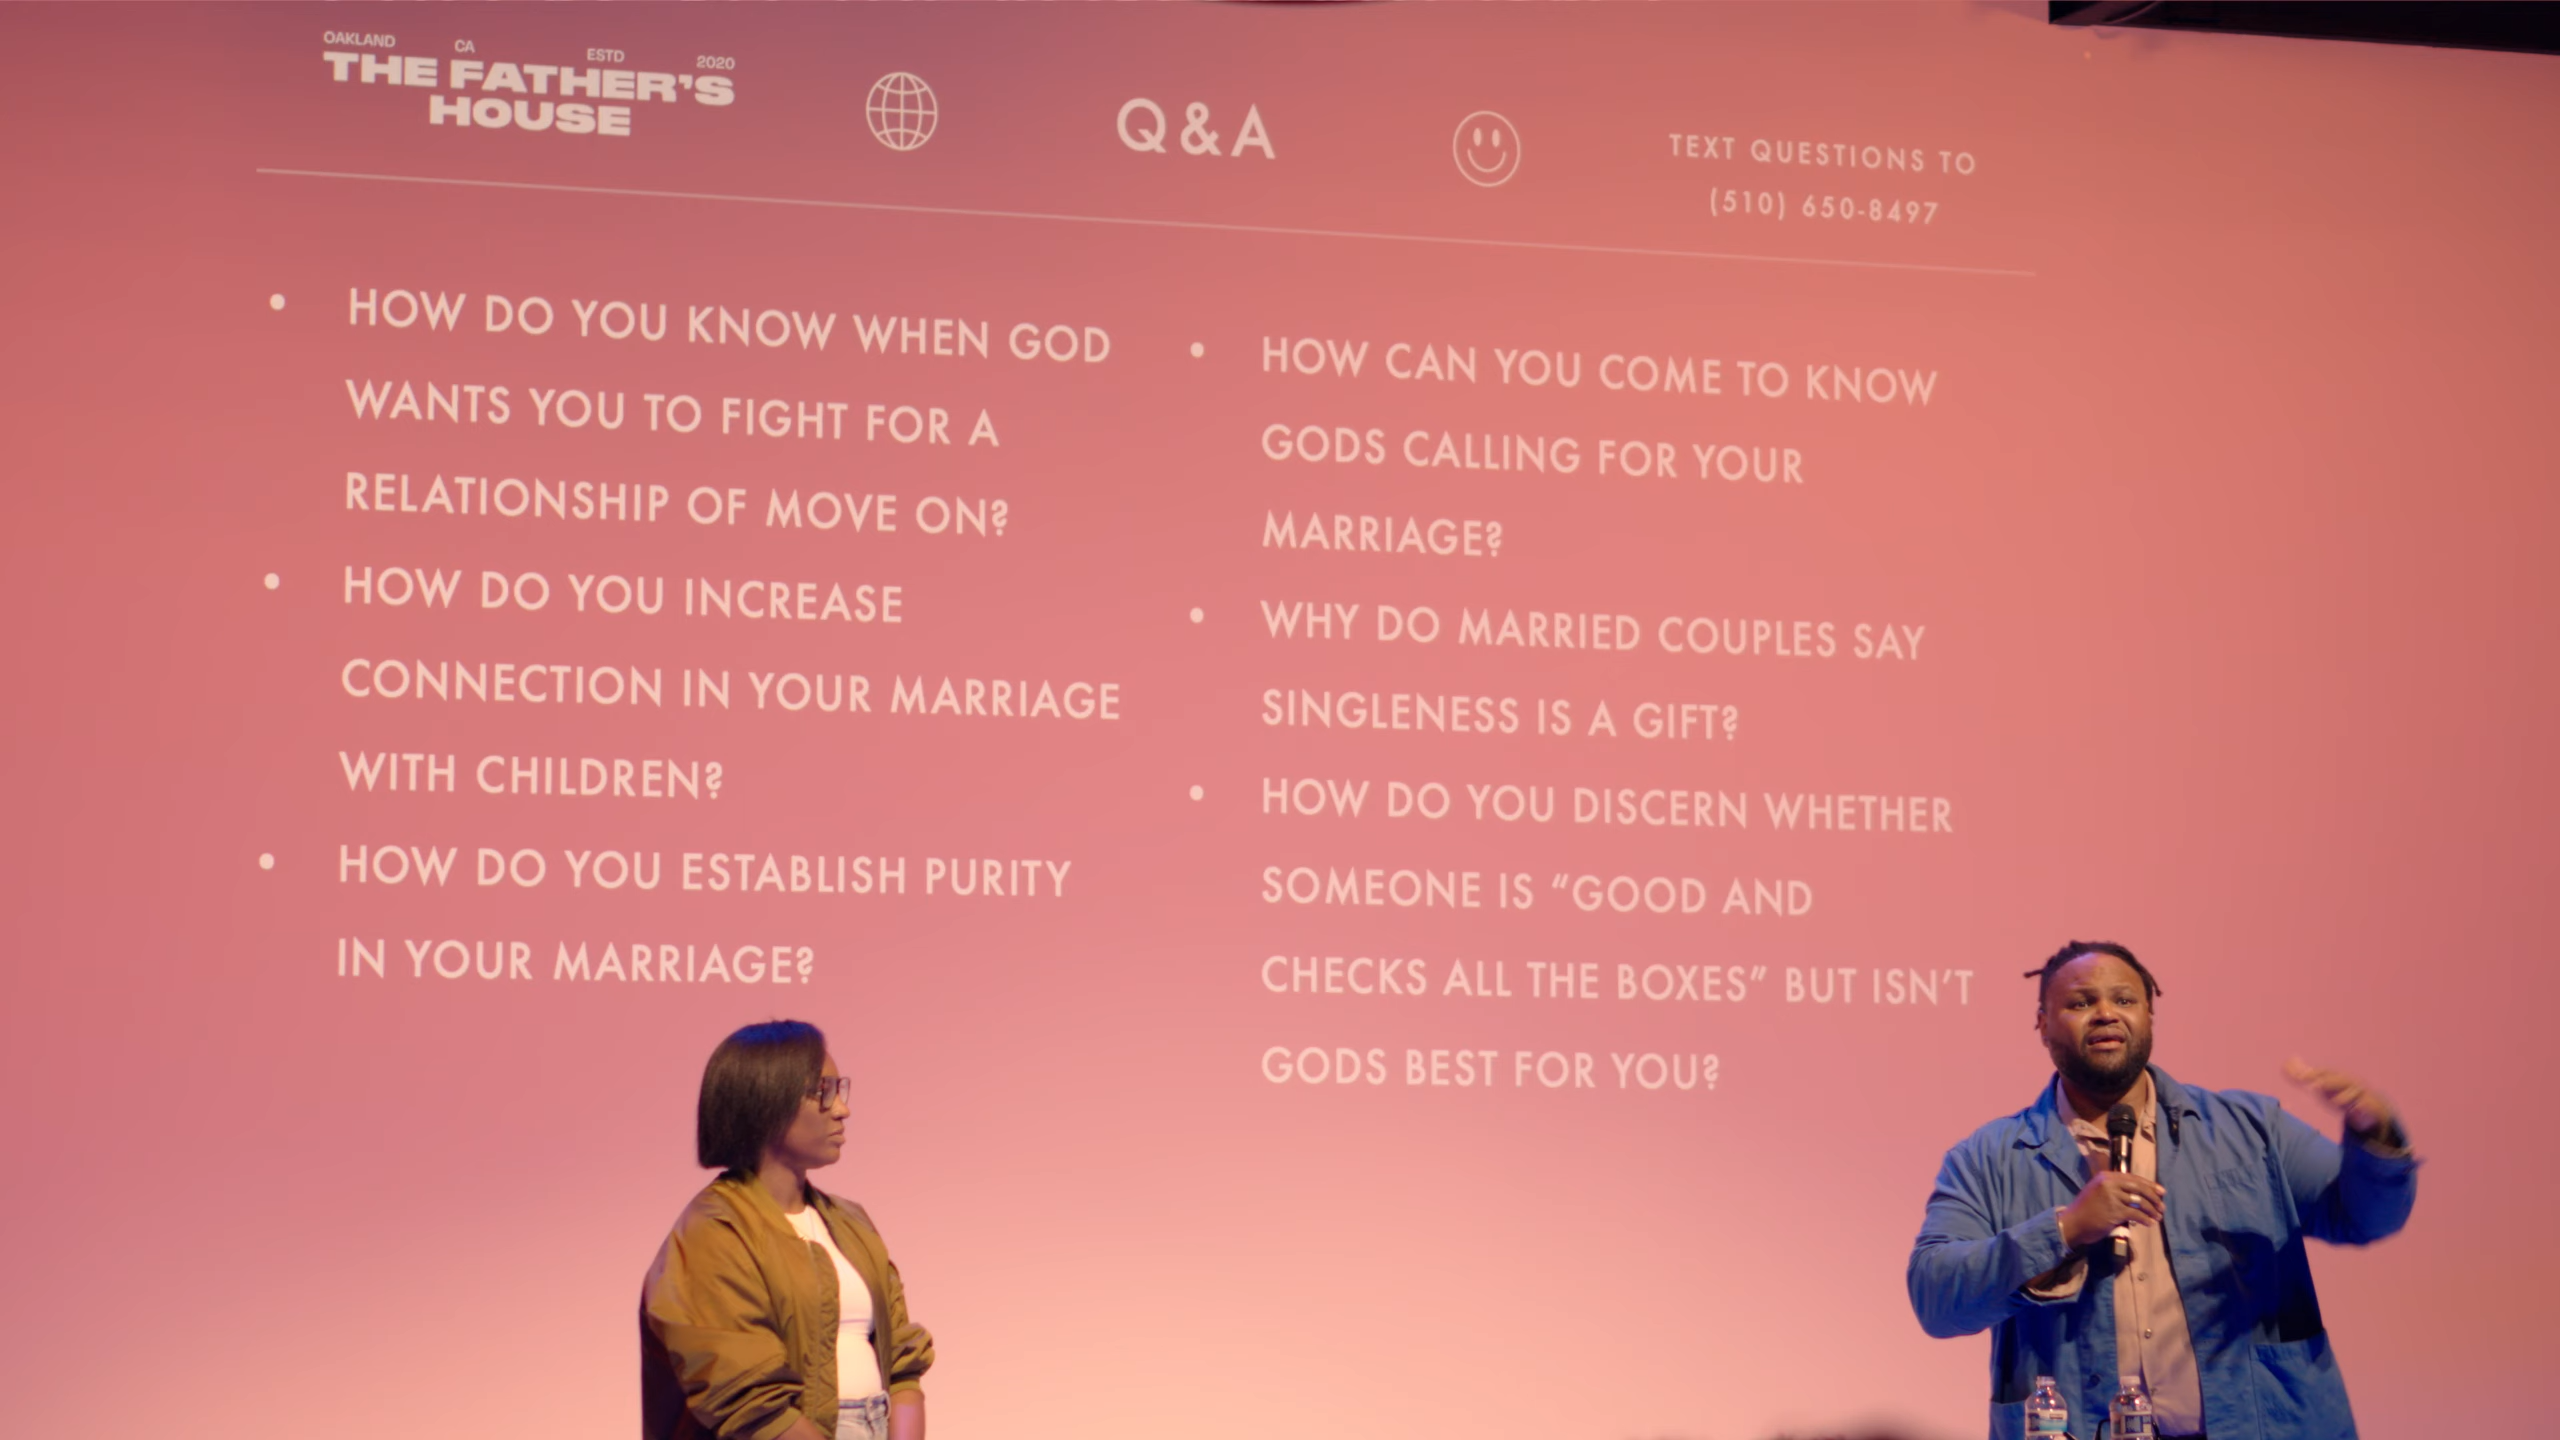 OAKLAND CA ESTD 2020
THE FATHER'S
HOUSE
Q&A
TEXT QUESTIONS TO
(510) 650-8497
• HOW DO YOU KNOW WHEN GOD
WANTS YOU TO FIGHT FOR A
RELATIONSHIP OF MOVE ON?
• HOW DO YOU INCREASE
CONNECTION IN YOUR MARRIAGE
WITH CHILDREN?
• HOW DO YOU ESTABLISH PURITY
IN YOUR MARRIAGE?
• HOW CAN YOU COME TO KNOW
GODS CALLING FOR YOUR
MARRIAGE?
• WHY DO MARRIED COUPLES SAY
SINGLENESS IS A GIFT?
• HOW DO YOU DISCERN WHETHER
SOMEONE IS “GOOD AND
CHECKS ALL THE BOXES” BUT ISN'T
GODS BEST FOR YOU?